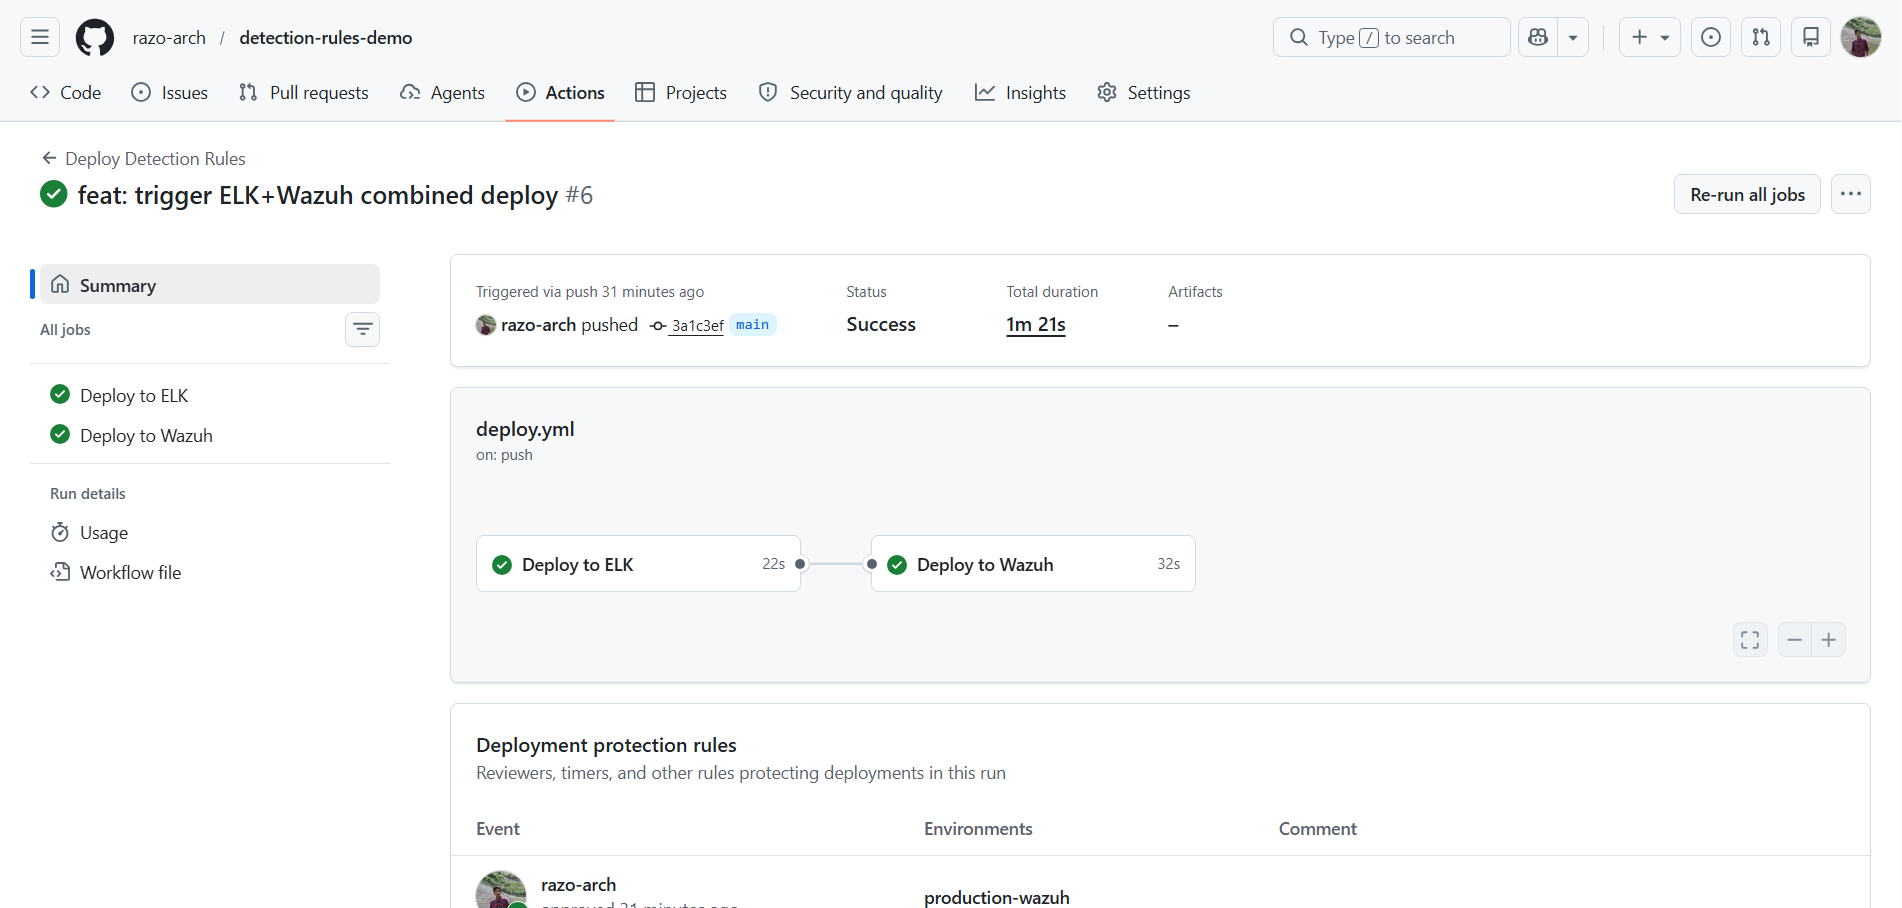 razo-arch / detection-rules-demo
Type / to search
Code
Issues
Pull requests
Agents
Actions
Projects
Security and quality
Insights
Settings
Deploy Detection Rules
feat: trigger ELK+Wazuh combined deploy #6
Re-run all jobs
Summary
All jobs
Deploy to ELK
Deploy to Wazuh
Run details
Usage
Workflow file
Triggered via push 31 minutes ago
razo-arch pushed 3a1c3ef main
Status
Success
Total duration
1m 21s
Artifacts
–
deploy.yml
on: push
Deploy to ELK 22s
Deploy to Wazuh 32s
Deployment protection rules
Reviewers, timers, and other rules protecting deployments in this run
Event Environments Comment
razo-arch
approved 31 minutes ago
production-wazuh